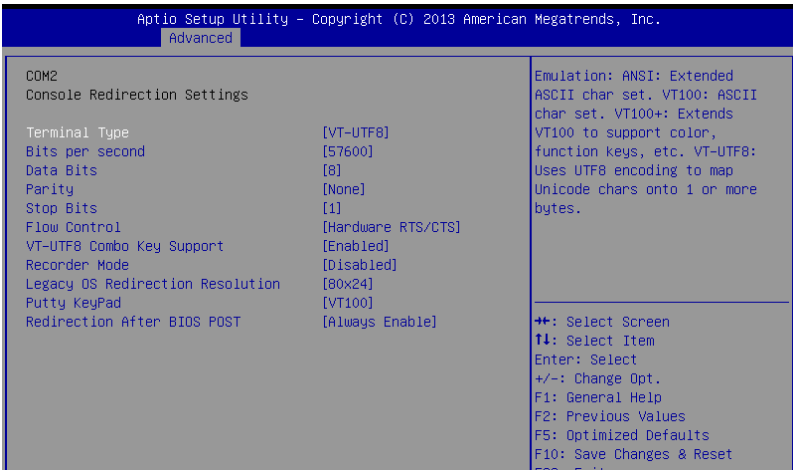 Aptio Setup Utility – Copyright (C) 2013 American Megatrends, Inc.
Advanced
COM2
Console Redirection Settings
Terminal Type [VT-UTF8]
Bits per second [57600]
Data Bits [8]
Parity [None]
Stop Bits [1]
Flow Control [Hardware RTS/CTS]
VT-UTF8 Combo Key Support [Enabled]
Recorder Mode [Disabled]
Legacy OS Redirection Resolution [80x24]
Putty KeyPad [VT100]
Redirection After BIOS POST [Always Enable]
Emulation: ANSI: Extended
ASCII char set. VT100: ASCII
char set. VT100+: Extends
VT100 to support color,
function keys, etc. VT-UTF8:
Uses UTF8 encoding to map
Unicode chars onto 1 or more
bytes.
→←: Select Screen
↑↓: Select Item
Enter: Select
+/-: Change Opt.
F1: General Help
F2: Previous Values
F5: Optimized Defaults
F10: Save Changes & Reset